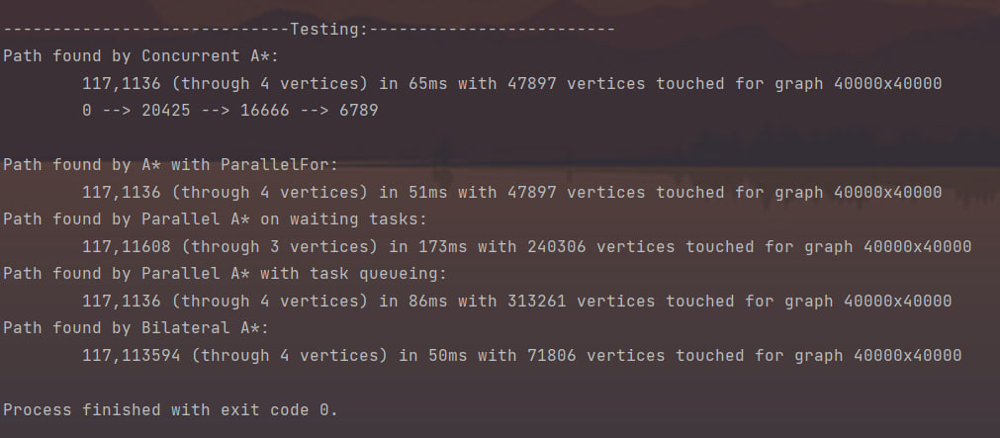 -----------------------------Testing:-------------------------
Path found by Concurrent A*:
117,1136 (through 4 vertices) in 65ms with 47897 vertices touched for graph 40000x40000
0 --> 20425 --> 16666 --> 6789
Path found by A* with ParallelFor:
117,1136 (through 4 vertices) in 51ms with 47897 vertices touched for graph 40000x40000
Path found by Parallel A* on waiting tasks:
117,11608 (through 3 vertices) in 173ms with 240306 vertices touched for graph 40000x40000
Path found by Parallel A* with task queueing:
117,1136 (through 4 vertices) in 86ms with 313261 vertices touched for graph 40000x40000
Path found by Bilateral A*:
117,113594 (through 4 vertices) in 50ms with 71806 vertices touched for graph 40000x40000
Process finished with exit code 0.